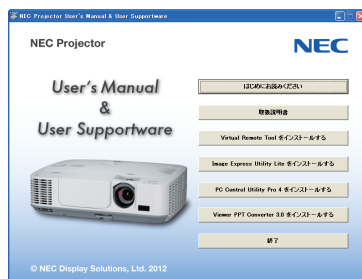 NEC Projector User's Manual & User Supportware
NEC Projector
NEC
User's Manual
&
User Supportware
はじめにお読みください
取扱説明書
Virtual Remote Tool をインストールする
Image Express Utility Lite をインストールする
PC Control Utility Pro 4 をインストールする
Viewer PPT Converter 3.0 をインストールする
終了
© NEC Display Solutions, Ltd. 2012